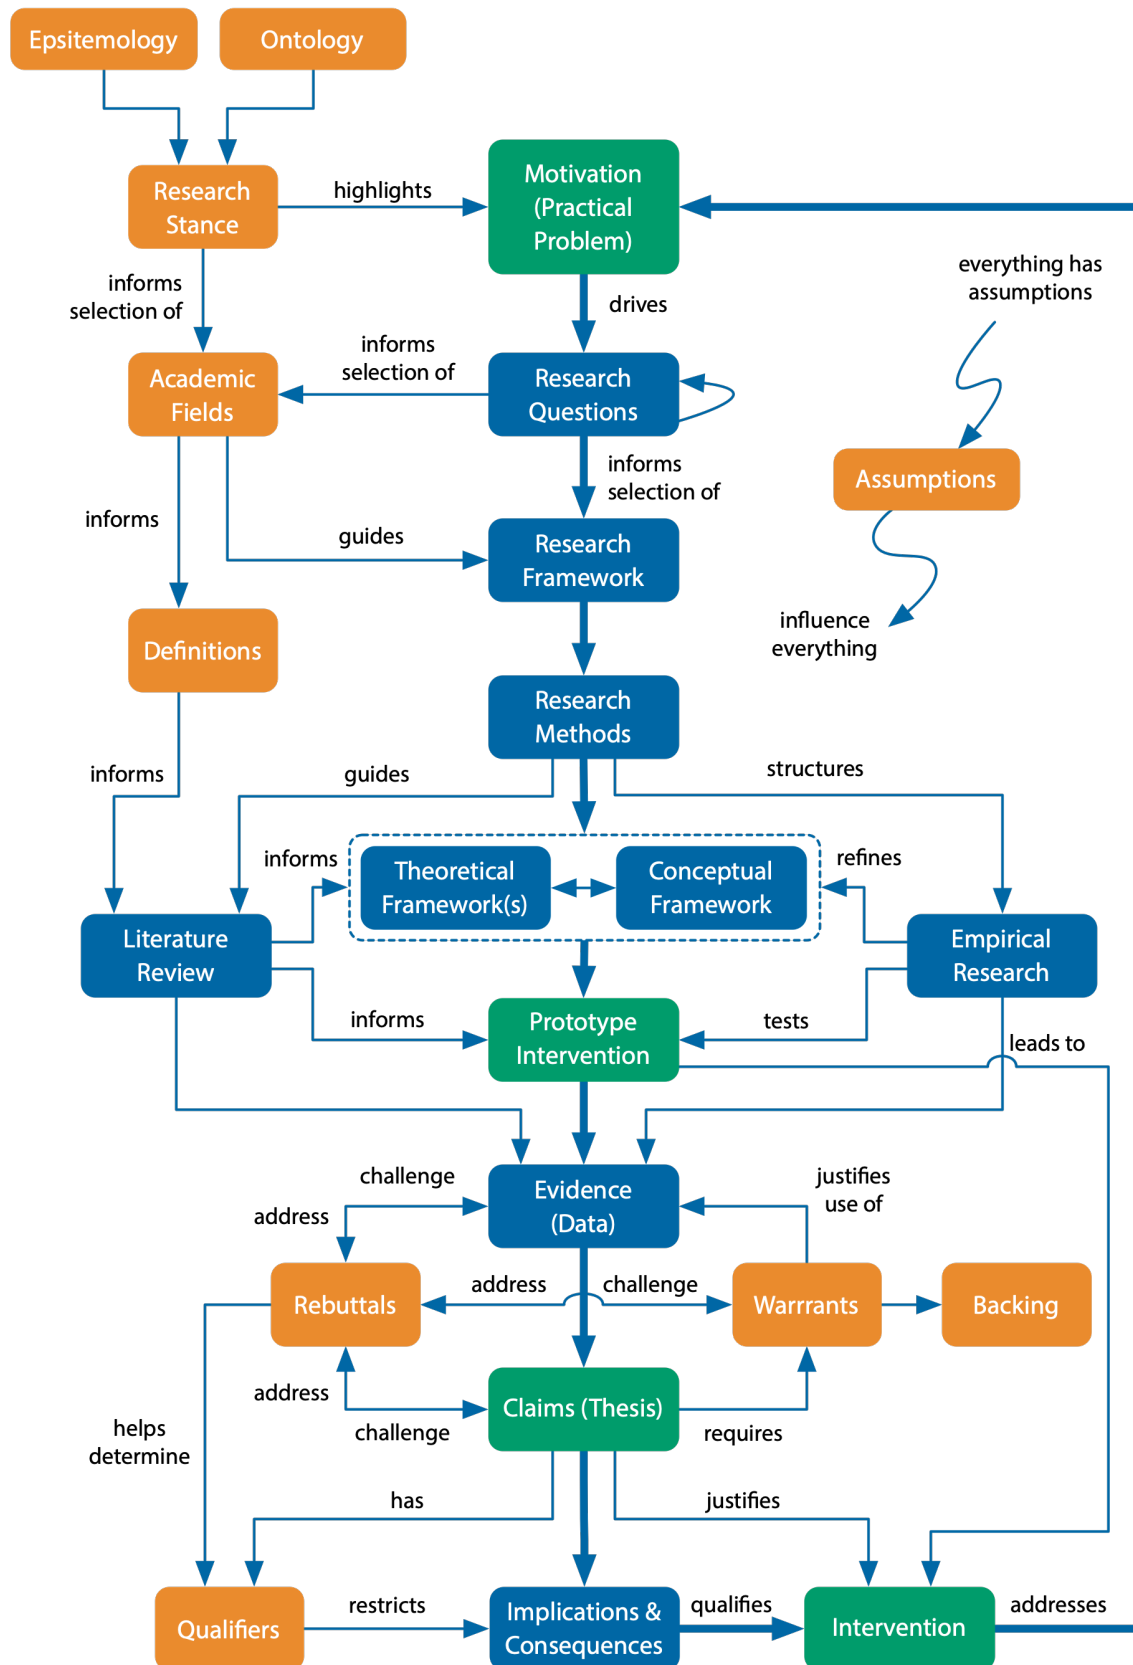 Epsitemology
Ontology
Research
Stance
highlights
Motivation
(Practical
Problem)
informs
selection of
drives
everything has
assumptions
Academic
Fields
informs
selection of
Research
Questions
informs
selection of
Assumptions
informs
guides
Research
Framework
influence
everything
Definitions
Research
Methods
informs
guides
structures
informs
Theoretical
Framework(s)
Conceptual
Framework
refines
Literature
Review
Empirical
Research
informs
Prototype
Intervention
tests
leads to
challenge
address
Evidence
(Data)
justifies
use of
Rebuttals
address
challenge
Warrrants
Backing
address
challenge
Claims (Thesis)
requires
helps
determine
has
justifies
Qualifiers
restricts
Implications &
Consequences
qualifies
Intervention
addresses